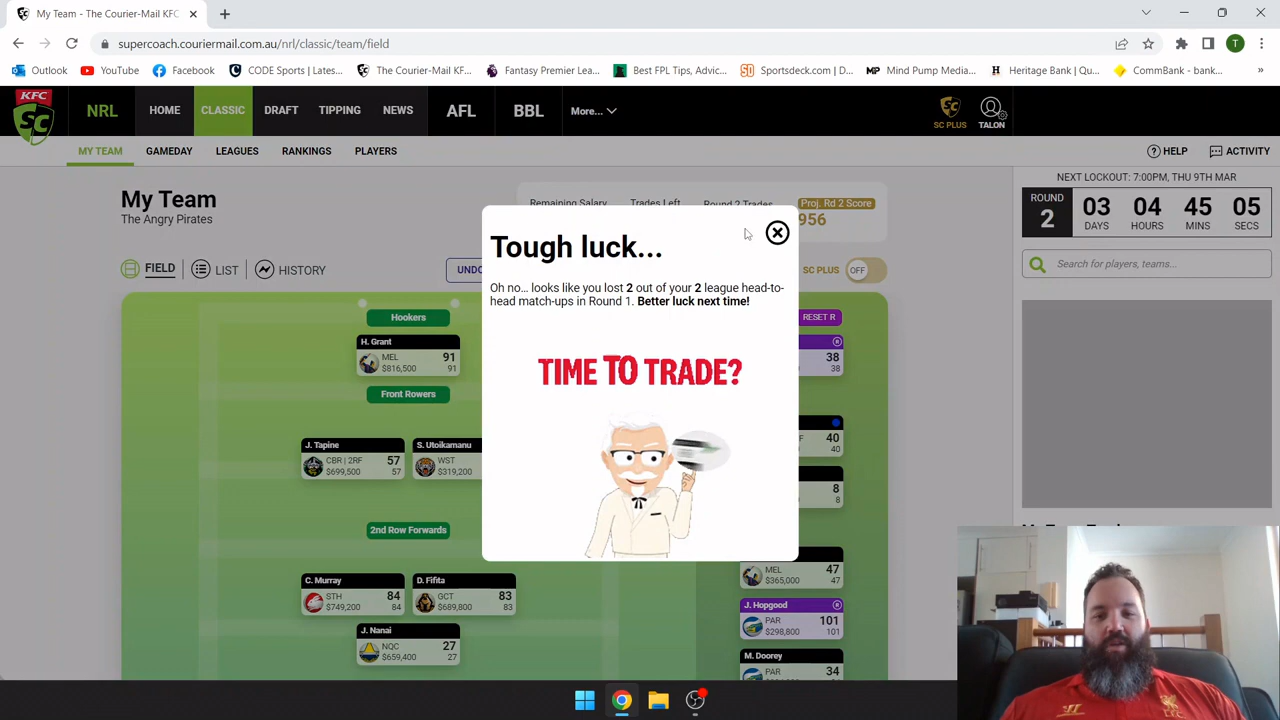 My Team - The Courier-Mail KFC
supercoach.couriermail.com.au/nrl/classic/team/field
T
Outlook
YouTube
Facebook
CODE Sports | Lates...
The Courier-Mail KF...
Fantasy Premier Lea...
Best FPL Tips, Advic...
Sportsdeck.com | D...
Mind Pump Media...
Heritage Bank | Qu...
CommBank - bank...
KFC
SC
NRL
HOME
CLASSIC
DRAFT
TIPPING
NEWS
AFL
BBL
More...
SC PLUS
TALON
MY TEAM
GAMEDAY
LEAGUES
RANKINGS
PLAYERS
HELP
ACTIVITY
My Team
The Angry Pirates
Remaining Salary
Trades Left
Round 2 Trades
Proj. Rd 2 Score
956
NEXT LOCKOUT: 7:00PM, THU 9TH MAR
ROUND
2
03
DAYS
04
HOURS
45
MINS
05
SECS
Search for players, teams...
FIELD
LIST
HISTORY
UNDO
SC PLUS
OFF
Tough luck...
Oh no... looks like you lost 2 out of your 2 league head-to-
head match-ups in Round 1. Better luck next time!
TIME TO TRADE?
Hookers
H. Grant
MEL
91
$816,500
91
Front Rowers
J. Tapine
CBR | 2RF
57
$699,500
57
S. Utoikamanu
WST
$319,200
2nd Row Forwards
C. Murray
STH
84
$749,200
84
D. Fifita
GCT
83
$689,800
83
J. Nanai
NQC
27
$659,400
27
RESET R
R
38
38
F
40
40
8
8
MEL
47
$365,000
47
J. Hopgood
R
PAR
101
$298,800
101
M. Doorey
PAR
34